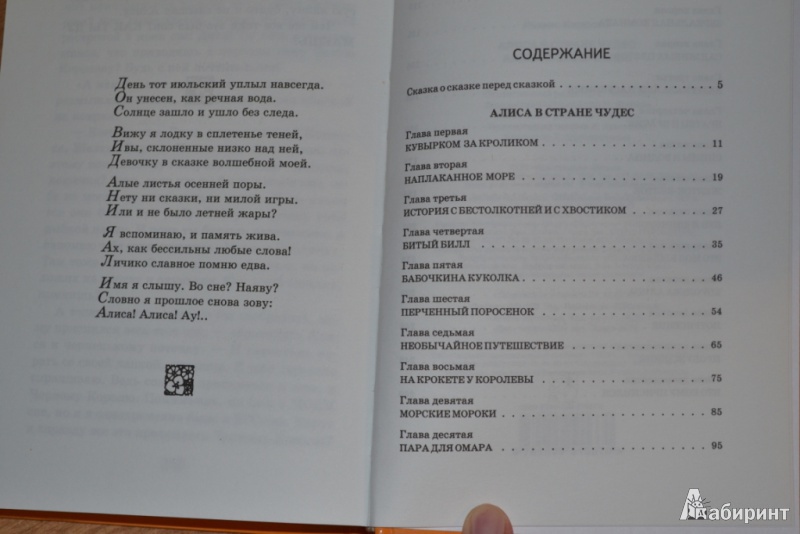 День тот июльский уплыл навсегда.
Он унесен, как речная вода.
Солнце зашло и ушло без следа.
Вижу я лодку в сплетенье теней,
Ивы, склоненные низко над ней,
Девочку в сказке волшебной моей.
Алые листья осенней поры.
Нету ни сказки, ни милой игры.
Или и не было летней жары?
Я вспоминаю, и память жива.
Ах, как бессильны любые слова!
Личико славное помню едва.
Имя я слышу. Во сне? Наяву?
Словно я прошлое снова зову:
Алиса! Алиса! Ау!..
СОДЕРЖАНИЕ
Сказка о сказке перед сказкой . . . . . . . . . . . . . . . . . . . 5
АЛИСА В СТРАНЕ ЧУДЕС
Глава первая
КУВЫРКОМ ЗА КРОЛИКОМ . . . . . . . . . . . . . . . . . . . . 11
Глава вторая
НАПЛАКАННОЕ МОРЕ . . . . . . . . . . . . . . . . . . . . . . . 19
Глава третья
ИСТОРИЯ С БЕСТОЛКОТНЕЙ И С ХВОСТИКОМ . . . . . . . . 27
Глава четвертая
БИТЫЙ БИЛЛ . . . . . . . . . . . . . . . . . . . . . . . . . . . 35
Глава пятая
БАБОЧКИНА КУКОЛКА . . . . . . . . . . . . . . . . . . . . . . 46
Глава шестая
ПЕРЧЕННЫЙ ПОРОСЕНОК . . . . . . . . . . . . . . . . . . . . 54
Глава седьмая
НЕОБЫЧАЙНОЕ ПУТЕШЕСТВИЕ . . . . . . . . . . . . . . . . 65
Глава восьмая
НА КРОКЕТЕ У КОРОЛЕВЫ . . . . . . . . . . . . . . . . . . . . 75
Глава девятая
МОРСКИЕ МОРОКИ . . . . . . . . . . . . . . . . . . . . . . . . 85
Глава десятая
ПАРА ДЛЯ ОМАРА . . . . . . . . . . . . . . . . . . . . . . . . . 95
Лабиринт